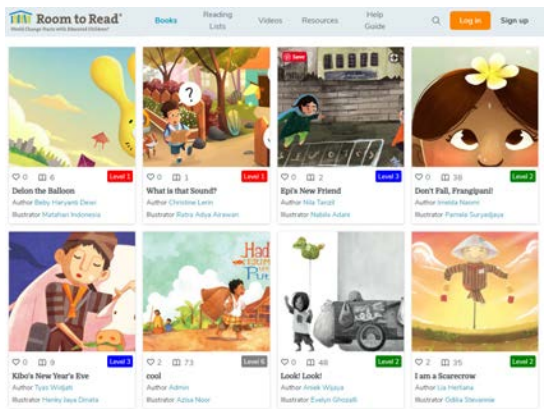 Room to Read®
World Change Starts with Educated Children.®
Books
Reading Lists
Videos
Resources
Help Guide
Log in
Sign up
?
Save
0 6 Level 1
Delon the Balloon
Author Beby Haryanti Dewi
Illustrator Matahari Indonesia
0 1 Level 1
What is that Sound?
Author Christine Lerin
Illustrator Ratra Adya Airawan
0 2 Level 3
Epi's New Friend
Author Nila Tanzil
Illustrator Nabila Adani
0 38 Level 2
Don't Fall, Frangipani!
Author Imelda Naomi
Illustrator Pamela Suryadjaya
Had
0 9 Level 3
Kibo's New Year's Eve
Author Tyas Widjati
Illustrator Henky Jaya Dinata
2 73 Level 6
cool
Author Admin
Illustrator Azisa Noor
0 48 Level 2
Look! Look!
Author Aniek Wijaya
Illustrator Evelyn Ghozalli
2 35 Level 2
I am a Scarecrow
Author Lia Herliana
Illustrator Gillia Stevannie